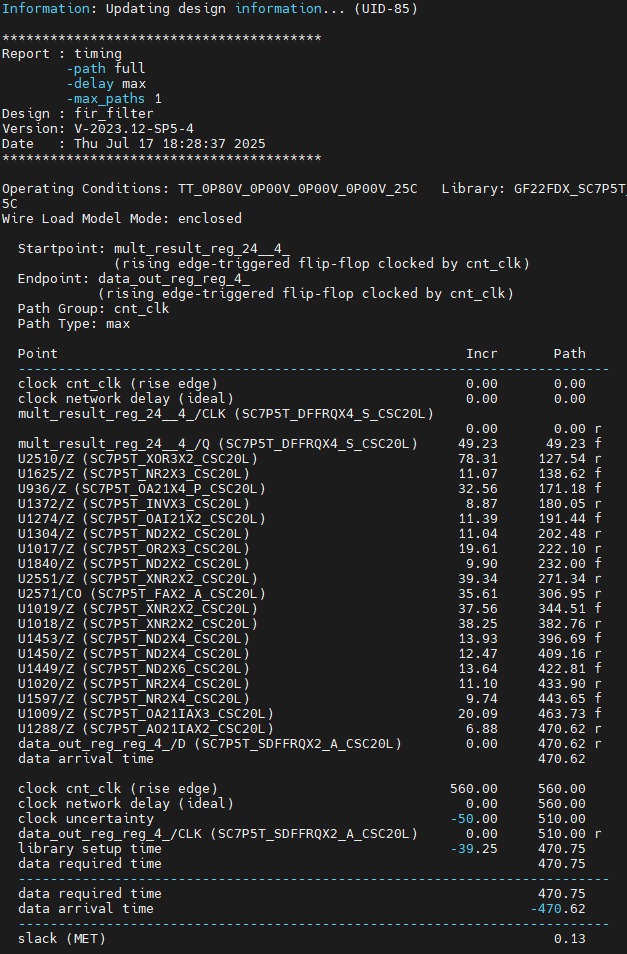 Information: Updating design information... (UID-85)
****************************************
Report : timing
        -path full
        -delay max
        -max_paths 1
Design : fir_filter
Version: V-2023.12-SP5-4
Date   : Thu Jul 17 18:28:37 2025
****************************************
Operating Conditions: TT_0P80V_0P00V_0P00V_0P00V_25C   Library: GF22FDX_SC7P5T_
5C
Wire Load Model Mode: enclosed
  Startpoint: mult_result_reg_24__4_
              (rising edge-triggered flip-flop clocked by cnt_clk)
  Endpoint: data_out_reg_reg_4_
            (rising edge-triggered flip-flop clocked by cnt_clk)
  Path Group: cnt_clk
  Path Type: max
  Point                                                   Incr       Path
  --------------------------------------------------------------------------
  clock cnt_clk (rise edge)                               0.00       0.00
  clock network delay (ideal)                             0.00       0.00
  mult_result_reg_24__4_/CLK (SC7P5T_DFFRQX4_S_CSC20L)
                                                          0.00       0.00 r
  mult_result_reg_24__4_/Q (SC7P5T_DFFRQX4_S_CSC20L)     49.23      49.23 f
  U2510/Z (SC7P5T_XOR3X2_CSC20L)                         78.31     127.54 r
  U1625/Z (SC7P5T_NR2X3_CSC20L)                          11.07     138.62 f
  U936/Z (SC7P5T_OA21X4_P_CSC20L)                        32.56     171.18 f
  U1372/Z (SC7P5T_INVX3_CSC20L)                           8.87     180.05 r
  U1274/Z (SC7P5T_OAI21X2_CSC20L)                        11.39     191.44 f
  U1304/Z (SC7P5T_ND2X2_CSC20L)                          11.04     202.48 r
  U1017/Z (SC7P5T_OR2X3_CSC20L)                          19.61     222.10 r
  U1840/Z (SC7P5T_ND2X2_CSC20L)                           9.90     232.00 f
  U2551/Z (SC7P5T_XNR2X2_CSC20L)                         39.34     271.34 r
  U2571/CO (SC7P5T_FAX2_A_CSC20L)                        35.61     306.95 r
  U1019/Z (SC7P5T_XNR2X2_CSC20L)                         37.56     344.51 f
  U1018/Z (SC7P5T_XNR2X2_CSC20L)                         38.25     382.76 r
  U1453/Z (SC7P5T_ND2X4_CSC20L)                          13.93     396.69 f
  U1450/Z (SC7P5T_ND2X4_CSC20L)                          12.47     409.16 r
  U1449/Z (SC7P5T_ND2X6_CSC20L)                          13.64     422.81 f
  U1020/Z (SC7P5T_NR2X4_CSC20L)                          11.10     433.90 r
  U1597/Z (SC7P5T_NR2X4_CSC20L)                           9.74     443.65 f
  U1009/Z (SC7P5T_OA21IAX3_CSC20L)                       20.09     463.73 f
  U1288/Z (SC7P5T_AO21IAX2_CSC20L)                        6.88     470.62 r
  data_out_reg_reg_4_/D (SC7P5T_SDFFRQX2_A_CSC20L)        0.00     470.62 r
  data arrival time                                                470.62
  clock cnt_clk (rise edge)                             560.00     560.00
  clock network delay (ideal)                             0.00     560.00
  clock uncertainty                                     -50.00     510.00
  data_out_reg_reg_4_/CLK (SC7P5T_SDFFRQX2_A_CSC20L)      0.00     510.00 r
  library setup time                                    -39.25     470.75
  data required time                                               470.75
  --------------------------------------------------------------------------
  data required time                                               470.75
  data arrival time                                               -470.62
  --------------------------------------------------------------------------
  slack (MET)                                                        0.13